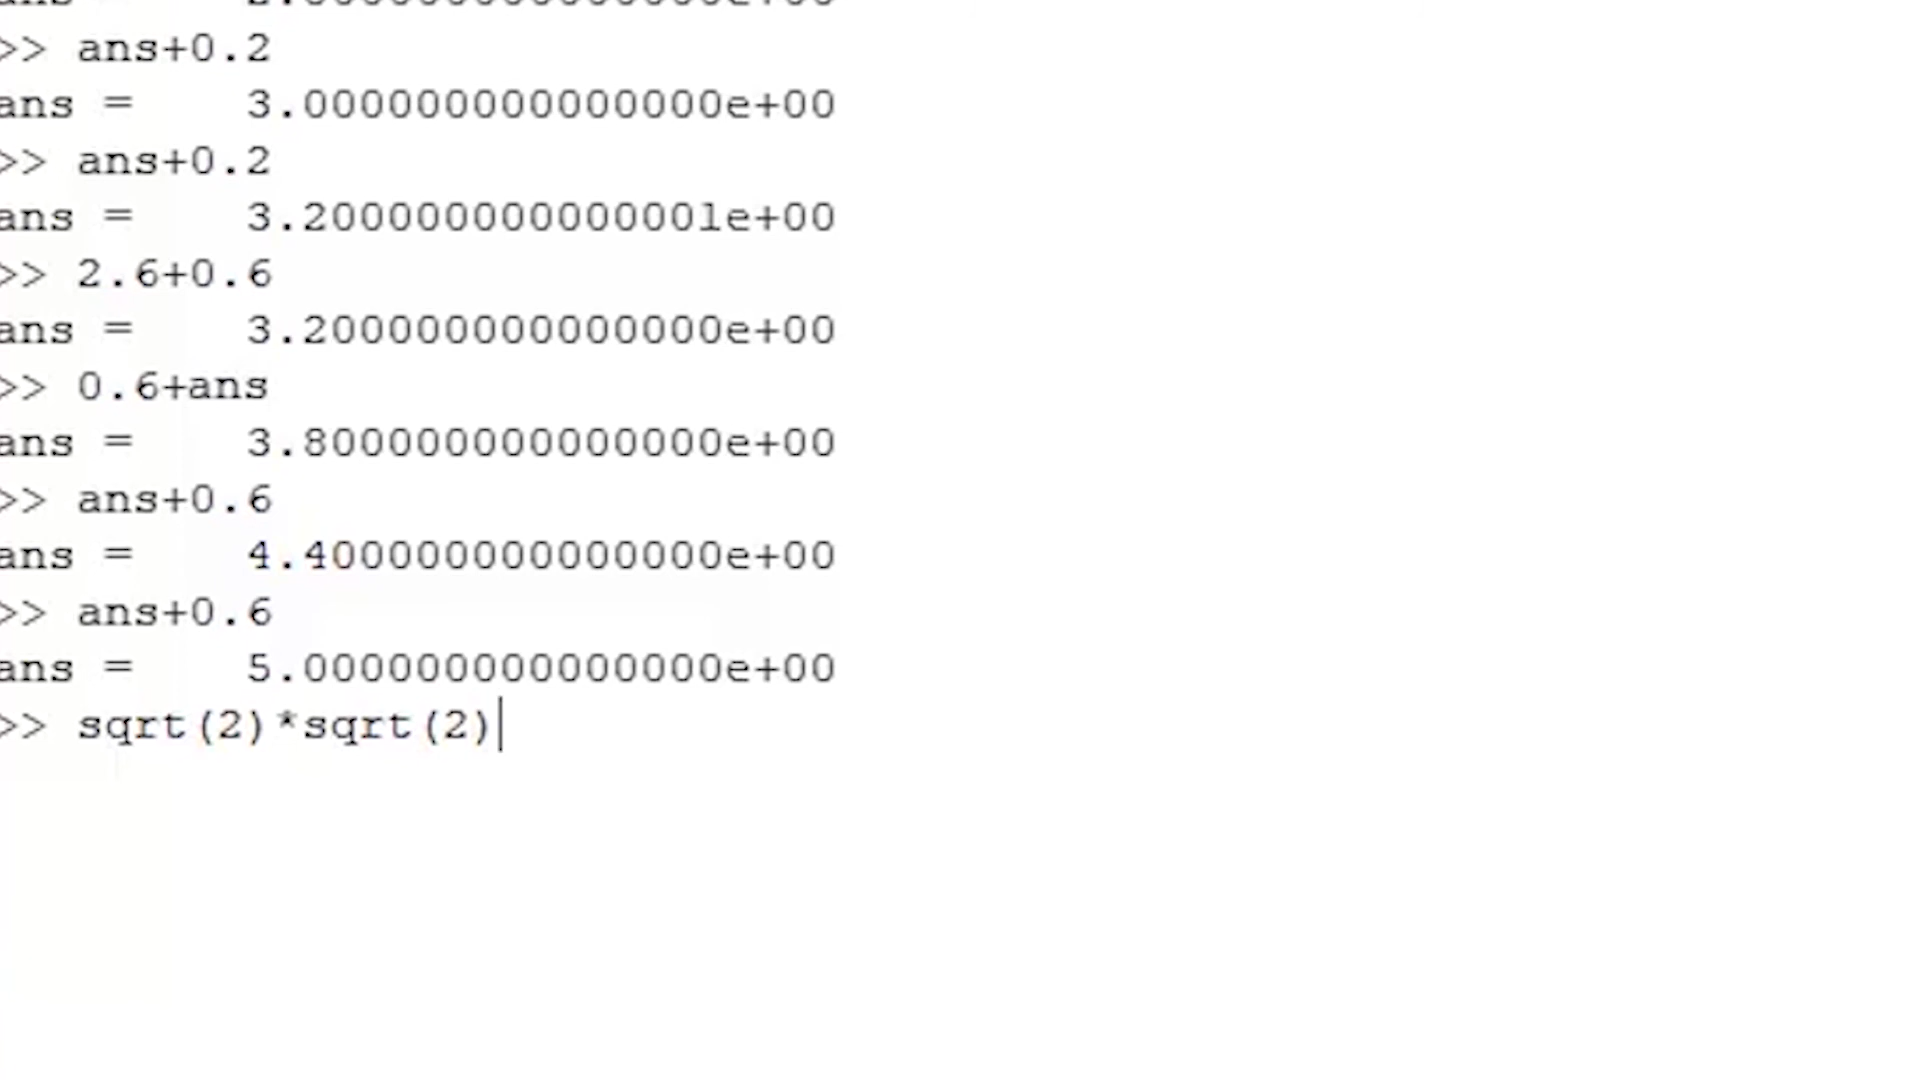 >> ans+0.2
ans = 3.000000000000000e+00
>> ans+0.2
ans = 3.200000000000001e+00
>> 2.6+0.6
ans = 3.200000000000000e+00
>> 0.6+ans
ans = 3.800000000000000e+00
>> ans+0.6
ans = 4.400000000000000e+00
>> ans+0.6
ans = 5.000000000000000e+00
>> sqrt(2)*sqrt(2)